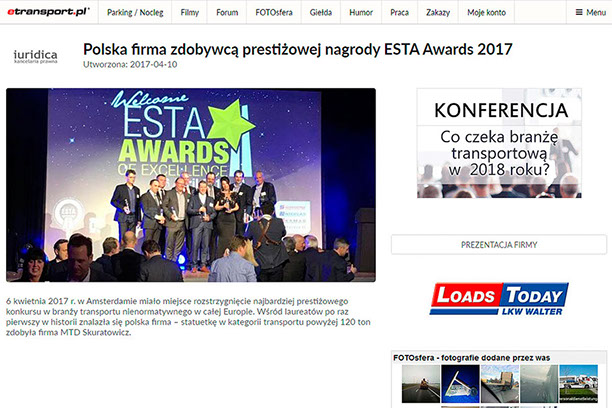 etransport.pl
Parking / Nocleg Filmy Forum FOTOsfera Giełda Humor Praca Zakazy Moje konto Menu
iuridica
kancelaria prawna
Polska firma zdobywcą prestiżowej nagrody ESTA Awards 2017
Utworzona: 2017-04-10
Welcome
ESTA
AWARDS
OF EXCELLENCE
6 kwietnia 2017 r. w Amsterdamie miało miejsce rozstrzygnięcie najbardziej prestiżowego
konkursu w branży transportu nienormatywnego w całej Europie. Wśród laureatów po raz
pierwszy w historii znalazła się polska firma – statuetkę w kategorii transportu powyżej 120 ton
zdobyła firma MTD Skuratowicz.
KONFERENCJA
Co czeka branżę
transportową
w 2018 roku?
PREZENTACJA FIRMY
LOADS TODAY
LKW WALTER
FOTOsfera - fotografie dodane przez was